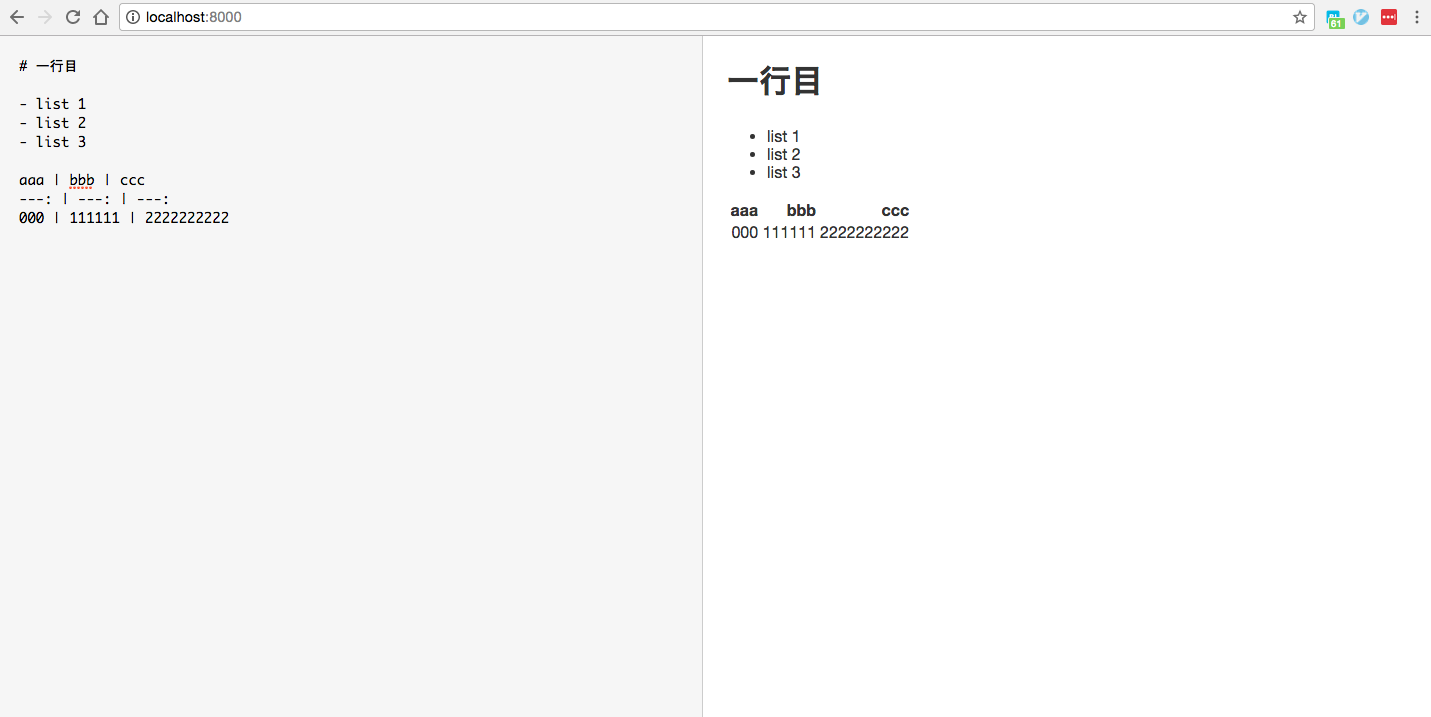 localhost:8000
61
# 一行目
- list 1
- list 2
- list 3
aaa | bbb | ccc
---: | ---: | ---:
000 | 111111 | 2222222222
一行目
• list 1
• list 2
• list 3
aaa bbb ccc
000 111111 2222222222